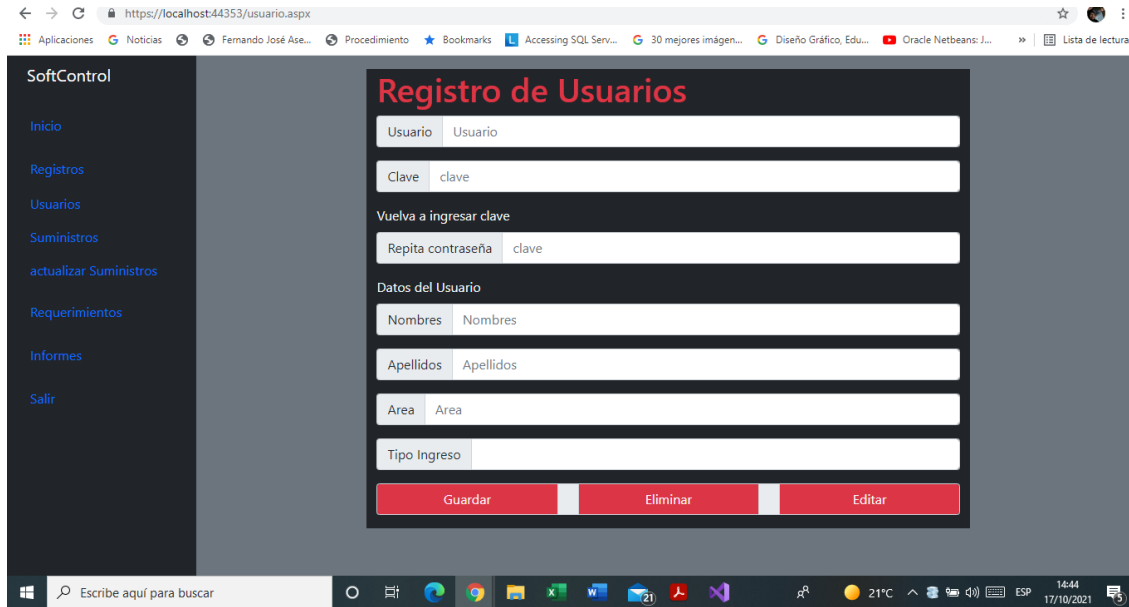 https://localhost:44353/usuario.aspx
Aplicaciones Noticias Fernando José Ase... Procedimiento Bookmarks Accessing SQL Serv... 30 mejores imágen... Diseño Gráfico, Edu... Oracle Netbeans: J... » Lista de lectura
SoftControl
Inicio
Registros
Usuarios
Suministros
actualizar Suministros
Requerimientos
Informes
Salir
Registro de Usuarios
Usuario Usuario
Clave clave
Vuelva a ingresar clave
Repita contraseña clave
Datos del Usuario
Nombres Nombres
Apellidos Apellidos
Area Area
Tipo Ingreso
Guardar Eliminar Editar
Escribe aquí para buscar 21 21°C ESP 14:44
17/10/2021 5